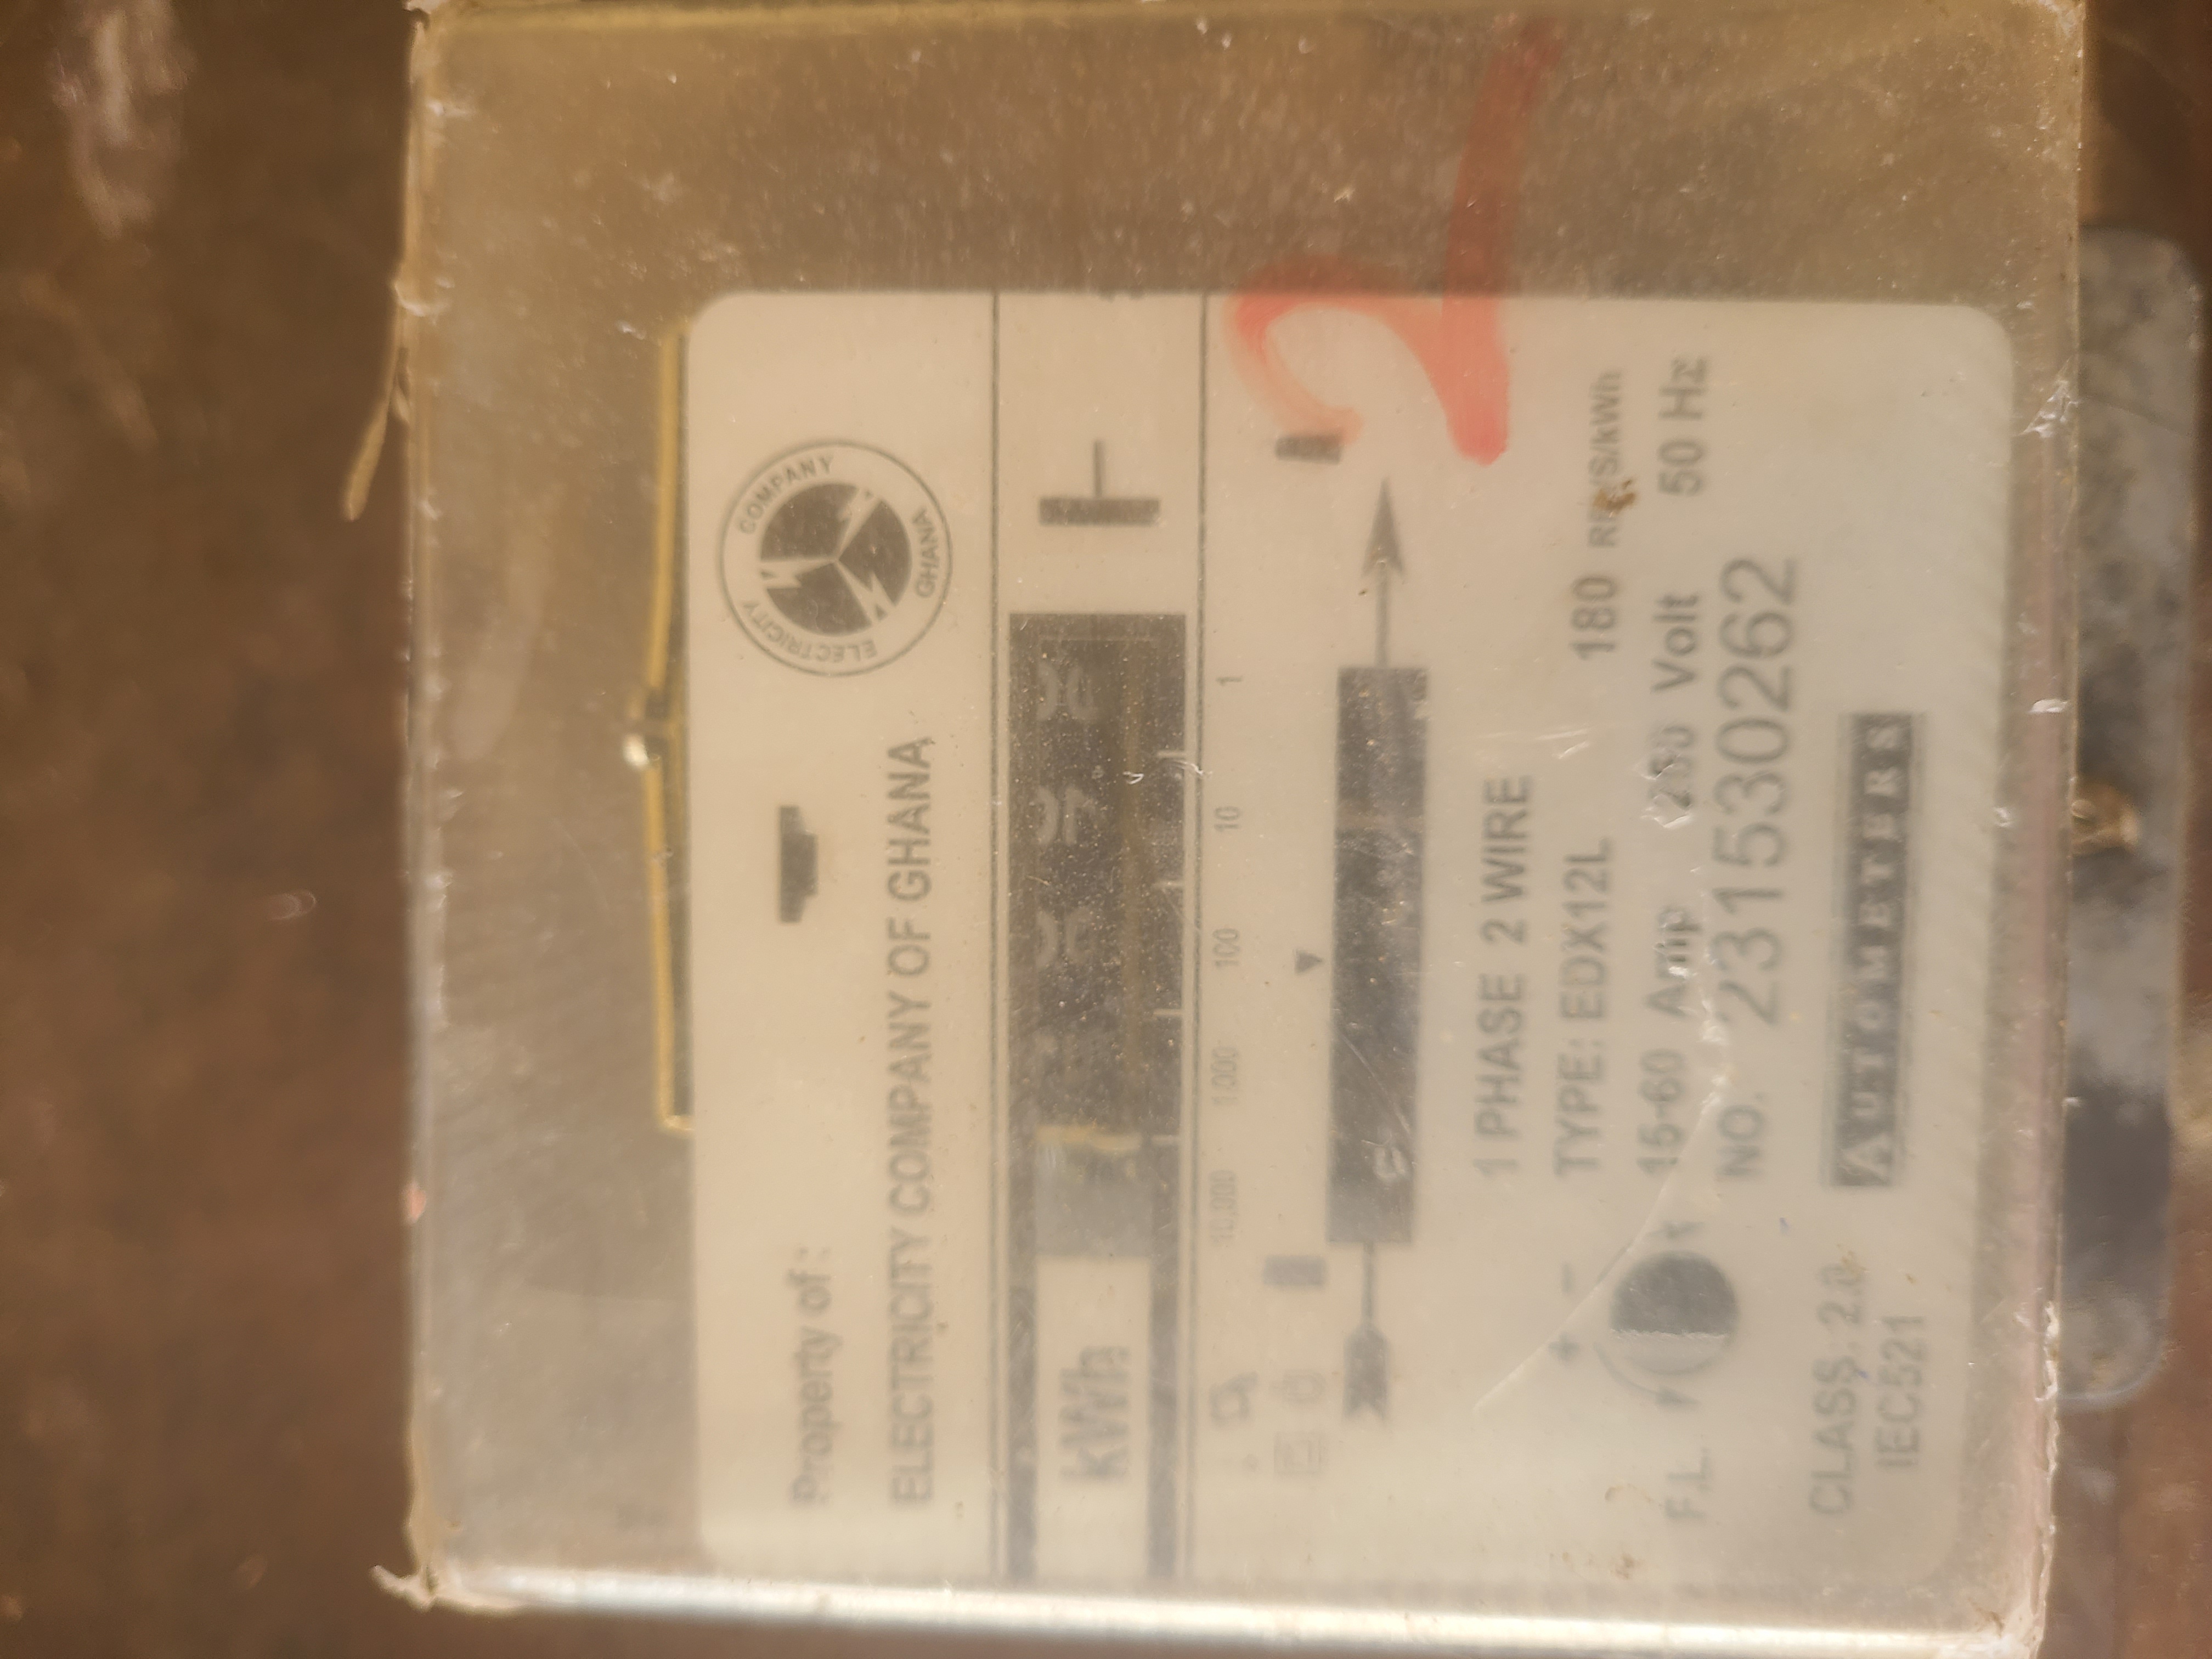 Property of :
ELECTRICITY COMPANY OF GHANA
ELECTRICITY COMPANY GHANA
kWh
10,000 1,000 100 10 1
2
1 PHASE 2 WIRE
+ −
TYPE: EDX12L 180 REVS/kWh
15-60 Amp Volt 50 Hz
F.L.
NO. 231530262
CLASS. 2.0
IEC521
AUTOMETERS